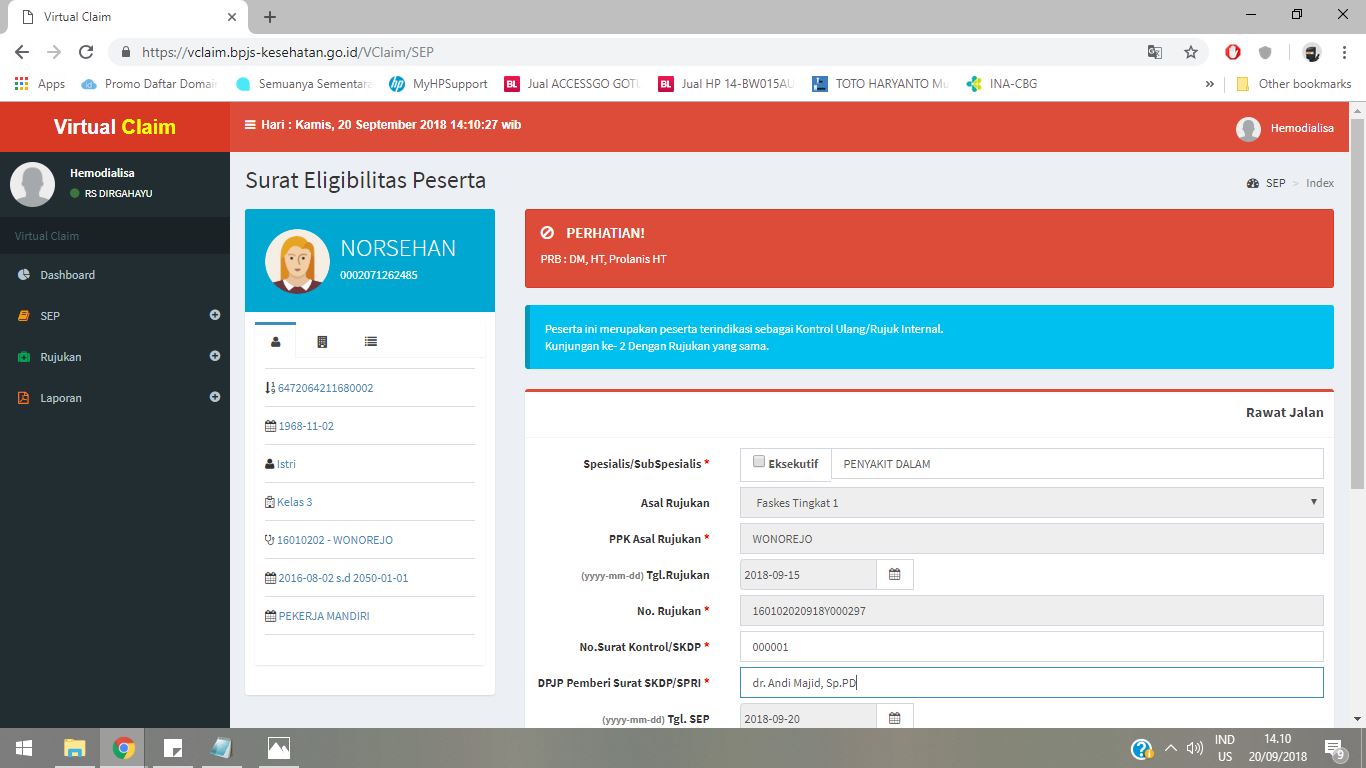 Virtual Claim
https://vclaim.bpjs-kesehatan.go.id/VClaim/SEP
Apps
Promo Daftar Domain
Semuanya Sementara
MyHPSupport
BL Jual ACCESSGO GOTU
BL Jual HP 14-BW015AU
TOTO HARYANTO Mu
INA-CBG
»
Other bookmarks
Virtual Claim
Hari : Kamis, 20 September 2018 14:10:27 wib
Hemodialisa
Hemodialisa
RS DIRGAHAYU
Virtual Claim
Dashboard
SEP
Rujukan
Laporan
Surat Eligibilitas Peserta
SEP > Index
NORSEHAN
0002071262485
6472064211680002
1968-11-02
Istri
Kelas 3
16010202 - WONOREJO
2016-08-02 s.d 2050-01-01
PEKERJA MANDIRI
PERHATIAN!
PRB : DM, HT, Prolanis HT
Peserta ini merupakan peserta terindikasi sebagai Kontrol Ulang/Rujuk Internal.
Kunjungan ke- 2 Dengan Rujukan yang sama.
Rawat Jalan
Spesialis/SubSpesialis * Eksekutif PENYAKIT DALAM
Asal Rujukan Faskes Tingkat 1
PPK Asal Rujukan * WONOREJO
(yyyy-mm-dd) Tgl.Rujukan 2018-09-15
No. Rujukan * 160102020918Y000297
No.Surat Kontrol/SKDP * 000001
DPJP Pemberi Surat SKDP/SPRI * dr. Andi Majid, Sp.PD
(yyyy-mm-dd) Tgl. SEP 2018-09-20
IND
US
14.10
20/09/2018
9